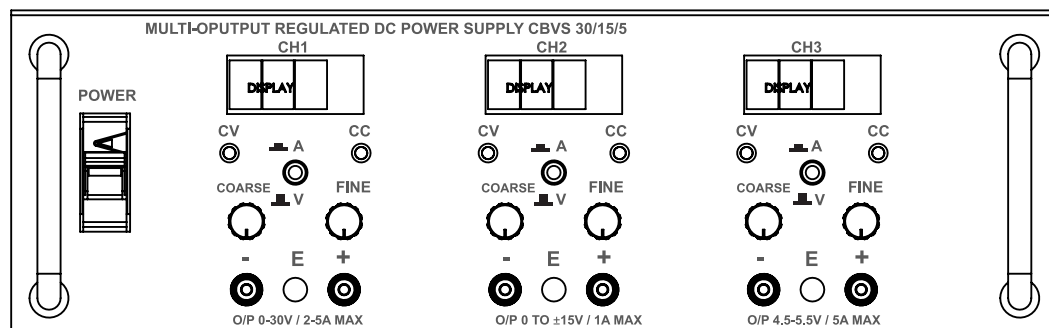 MULTI-OPUTPUT REGULATED DC POWER SUPPLY CBVS 30/15/5
CH1 CH2 CH3
DISPLAY DISPLAY DISPLAY
POWER
A
CV CC CV CC CV CC
A A A
COARSE FINE COARSE FINE COARSE FINE
V V V
- E + - E + - E +
O/P 0-30V / 2-5A MAX O/P 0 TO ±15V / 1A MAX O/P 4.5-5.5V / 5A MAX